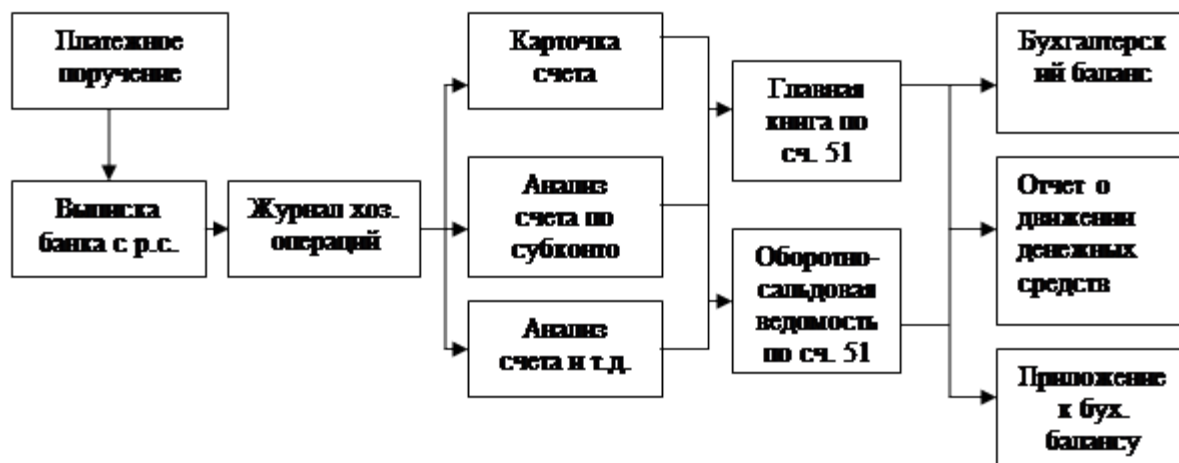 Платежное
поручение
Выписка
банка с р.с.
Журнал хоз.
операций
Карточка
счета
Анализ
счета по
субконто
Анализ
счета и т.д.
Главная
книга по
сч. 51
Оборотно-
сальдовая
ведомость
по сч. 51
Бухгалтерск
ий баланс
Отчет о
движении
денежных
средств
Приложение
к бух.
балансу